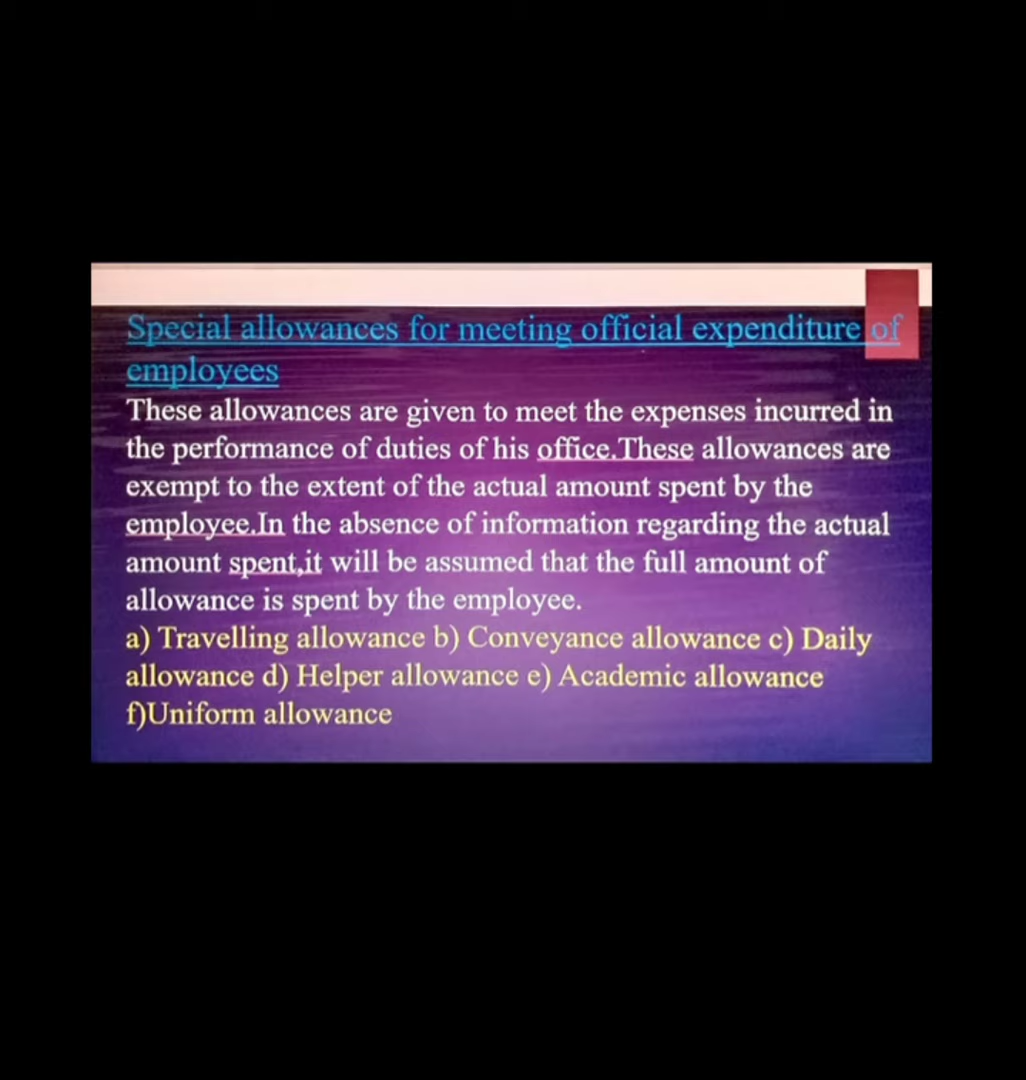 Special allowances for meeting official expenditure of
employees
These allowances are given to meet the expenses incurred in
the performance of duties of his office.These allowances are
exempt to the extent of the actual amount spent by the
employee.In the absence of information regarding the actual
amount spent,it will be assumed that the full amount of
allowance is spent by the employee.
a) Travelling allowance b) Conveyance allowance c) Daily
allowance d) Helper allowance e) Academic allowance
f)Uniform allowance